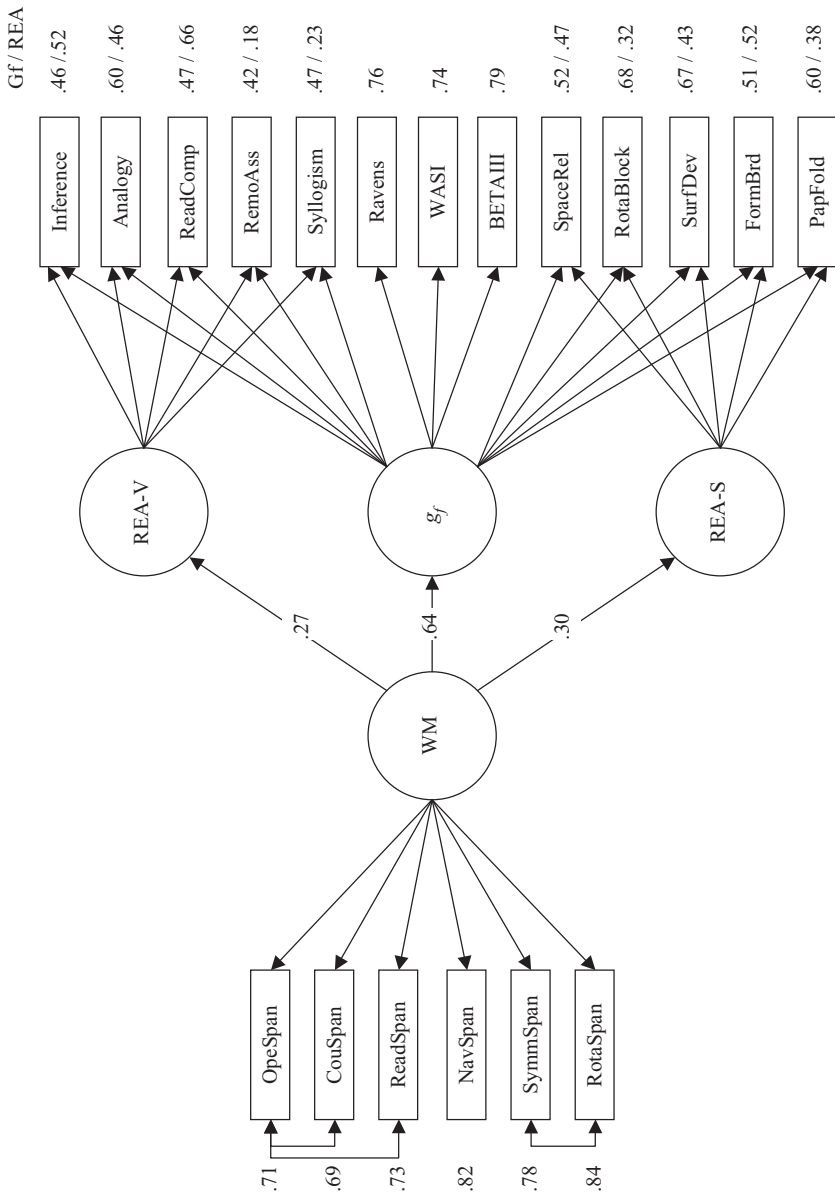 Gf / REA
.46 / .52
.60 / .46
.47 / .66
.42 / .18
.47 / .23
.76
.74
.79
.52 / .47
.68 / .32
.67 / .43
.51 / .52
.60 / .38
Inference
Analogy
ReadComp
RemoAss
Syllogism
Ravens
WASI
BETAIII
SpaceRel
RotaBlock
SurfDev
FormBrd
PapFold
REA-V
gf
REA-S
.27
.64
.30
WM
OpeSpan
CouSpan
ReadSpan
NavSpan
SymmSpan
RotaSpan
.71
.69
.73
.82
.78
.84